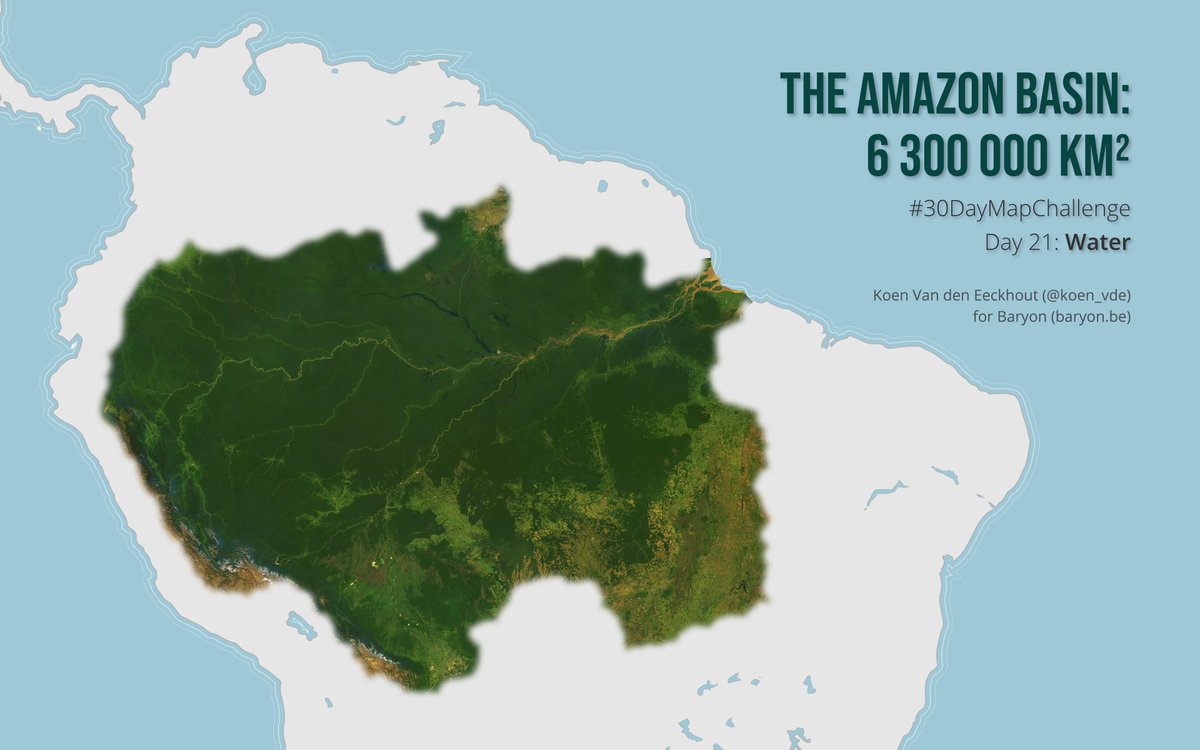 THE AMAZON BASIN:
6 300 000 KM²
#30DayMapChallenge
Day 21: Water
Koen Van den Eeckhout (@koen_vde)
for Baryon (baryon.be)